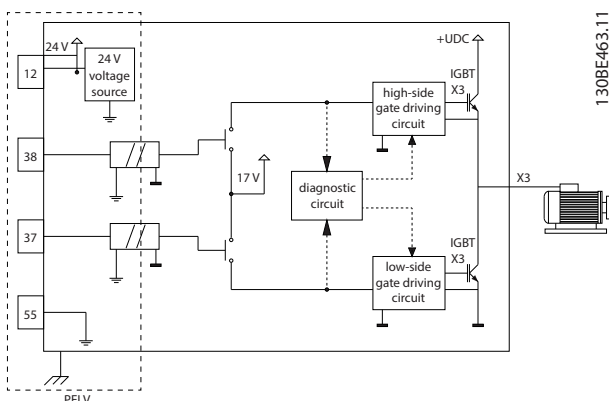 130BE463.11
+UDC
24 V
12
24 V
voltage
source
high-side
gate driving
circuit
IGBT
X3
38
17 V
diagnostic
circuit
X3
37
IGBT
X3
low-side
gate driving
circuit
55
PELV